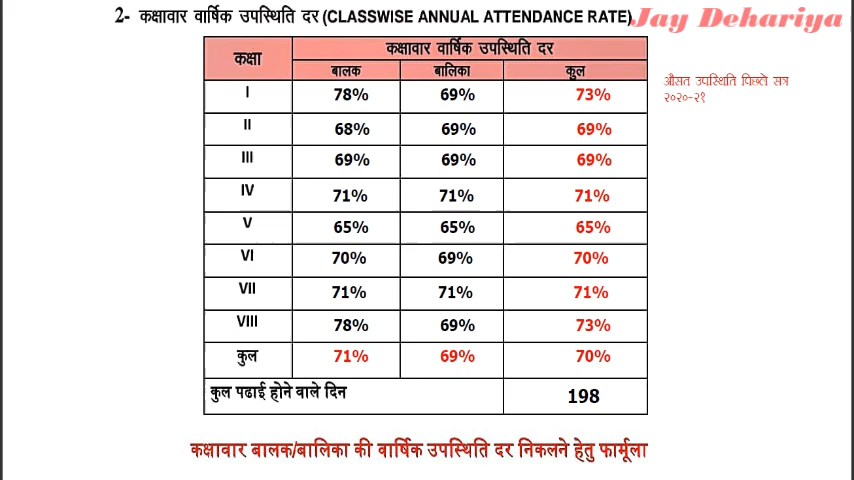 2- कक्षावार वार्षिक उपस्थिति दर (CLASSWISE ANNUAL ATTENDANCE RATE)
Jay Dehariya
कक्षा कक्षावार वार्षिक उपस्थिति दर
बालक बालिका कुल
I 78% 69% 73%
II 68% 69% 69%
III 69% 69% 69%
IV 71% 71% 71%
V 65% 65% 65%
VI 70% 69% 70%
VII 71% 71% 71%
VIII 78% 69% 73%
कुल 71% 69% 70%
कुल पढाई होने वाले दिन 198
औसत उपस्थिति पिछले सत्र
२०२०-२१
कक्षावार बालक/बालिका की वार्षिक उपस्थिति दर निकलने हेतु फार्मूला